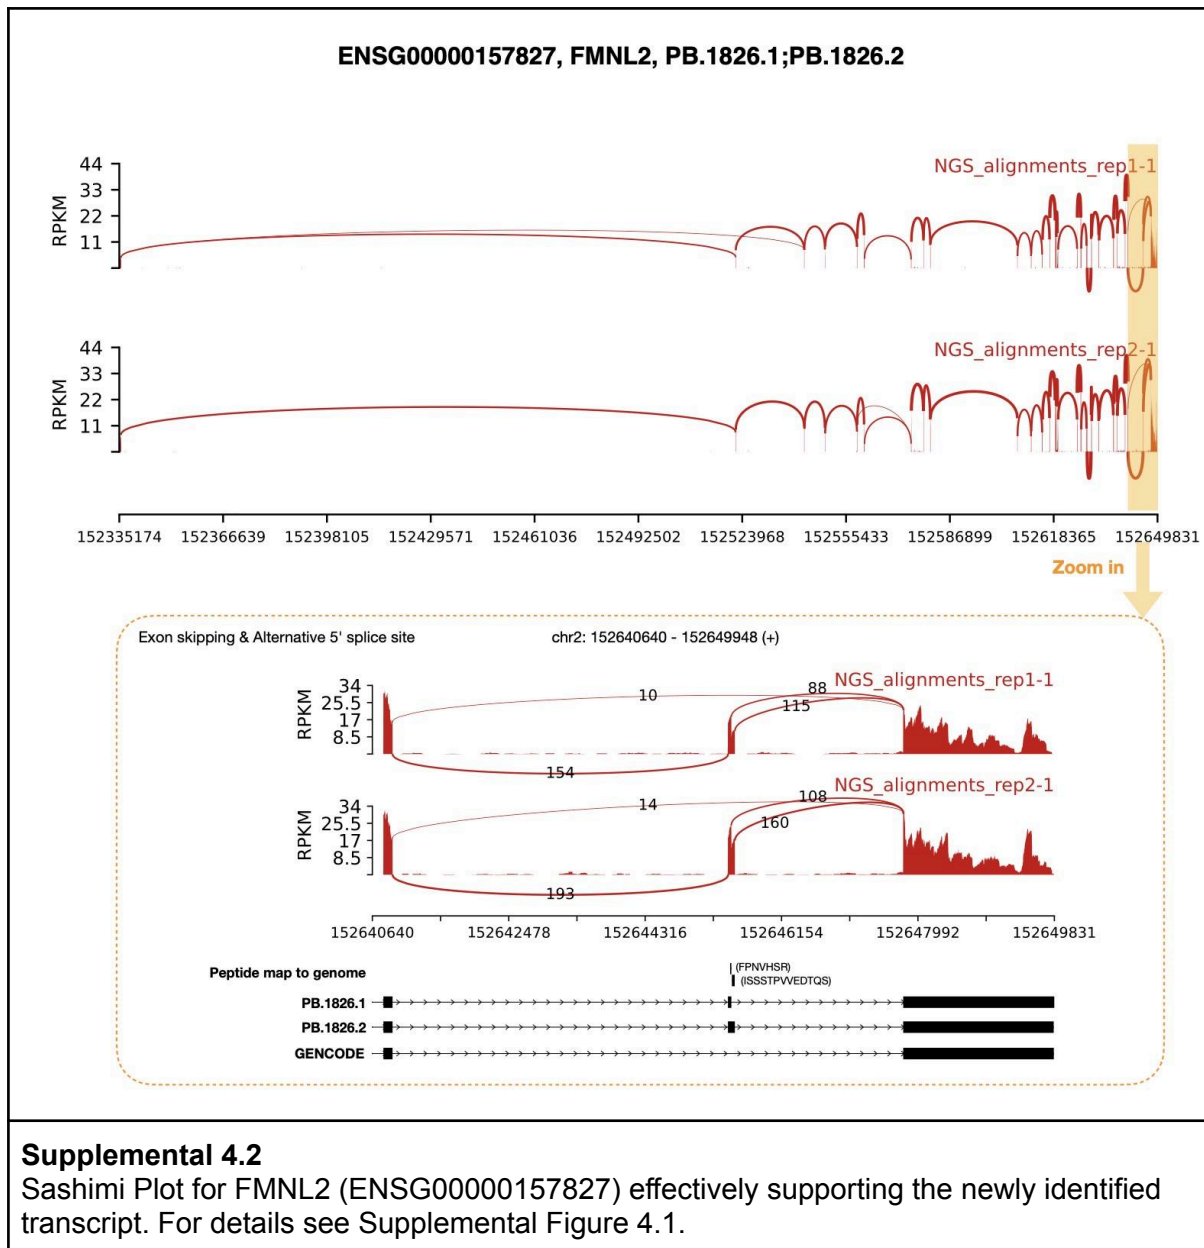 ENSG00000157827, FMNL2, PB.1826.1;PB.1826.2
NGS_alignments_rep1-1
RPKM
44
33
22
11
NGS_alignments_rep2-1
RPKM
44
33
22
11
152335174 152366639 152398105 152429571 152461036 152492502 152523968 152555433 152586899 152618365 152649831
Zoom in
Exon skipping & Alternative 5' splice site chr2: 152640640 - 152649948 (+)
NGS_alignments_rep1-1
RPKM
34
25.5
17
8.5
10
88
115
154
NGS_alignments_rep2-1
RPKM
34
25.5
17
8.5
14
108
160
193
152640640 152642478 152644316 152646154 152647992 152649831
Peptide map to genome
(FPNVHSR)
(ISSSTPVVEDTQS)
PB.1826.1
PB.1826.2
GENCODE
Supplemental 4.2
Sashimi Plot for FMNL2 (ENSG00000157827) effectively supporting the newly identified
transcript. For details see Supplemental Figure 4.1.